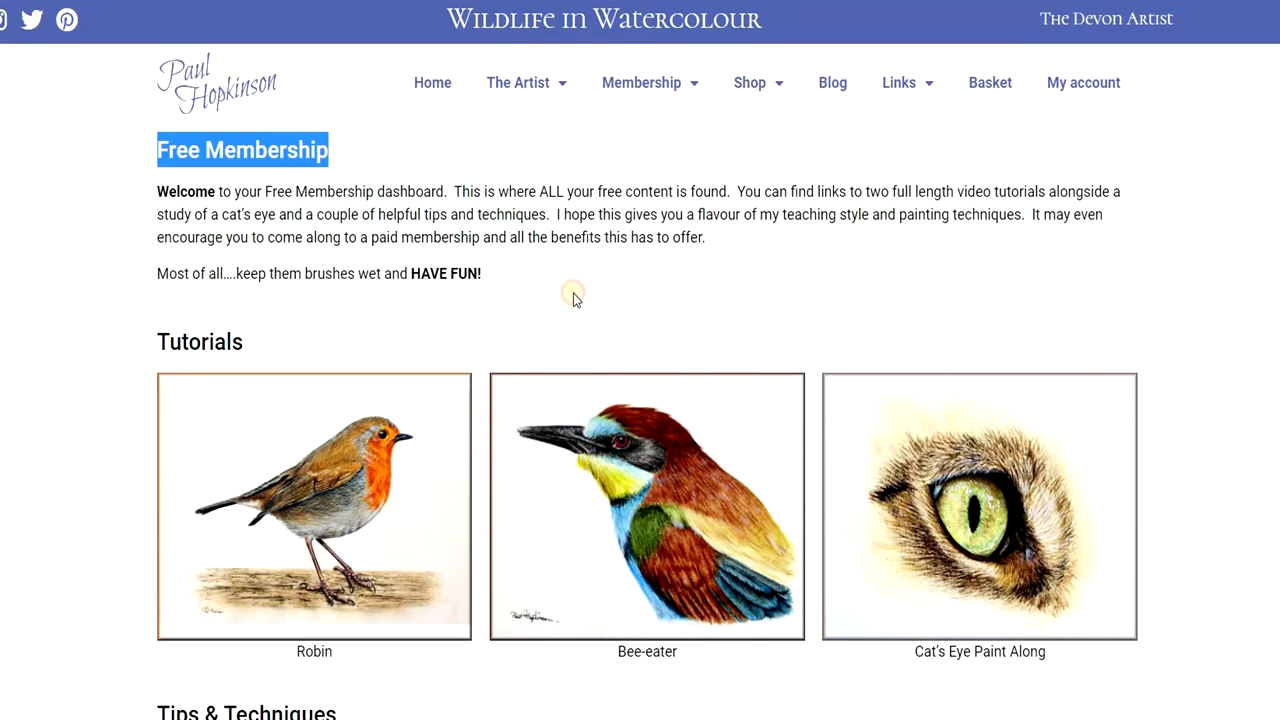 Wildlife in Watercolour
The Devon Artist
Paul Hopkinson
Home The Artist Membership Shop Blog Links Basket My account
Free Membership
Welcome to your Free Membership dashboard. This is where ALL your free content is found. You can find links to two full length video tutorials alongside a
study of a cat's eye and a couple of helpful tips and techniques. I hope this gives you a flavour of my teaching style and painting techniques. It may even
encourage you to come along to a paid membership and all the benefits this has to offer.
Most of all....keep them brushes wet and HAVE FUN!
Tutorials
Robin Bee-eater Cat's Eye Paint Along
Tips & Techniques